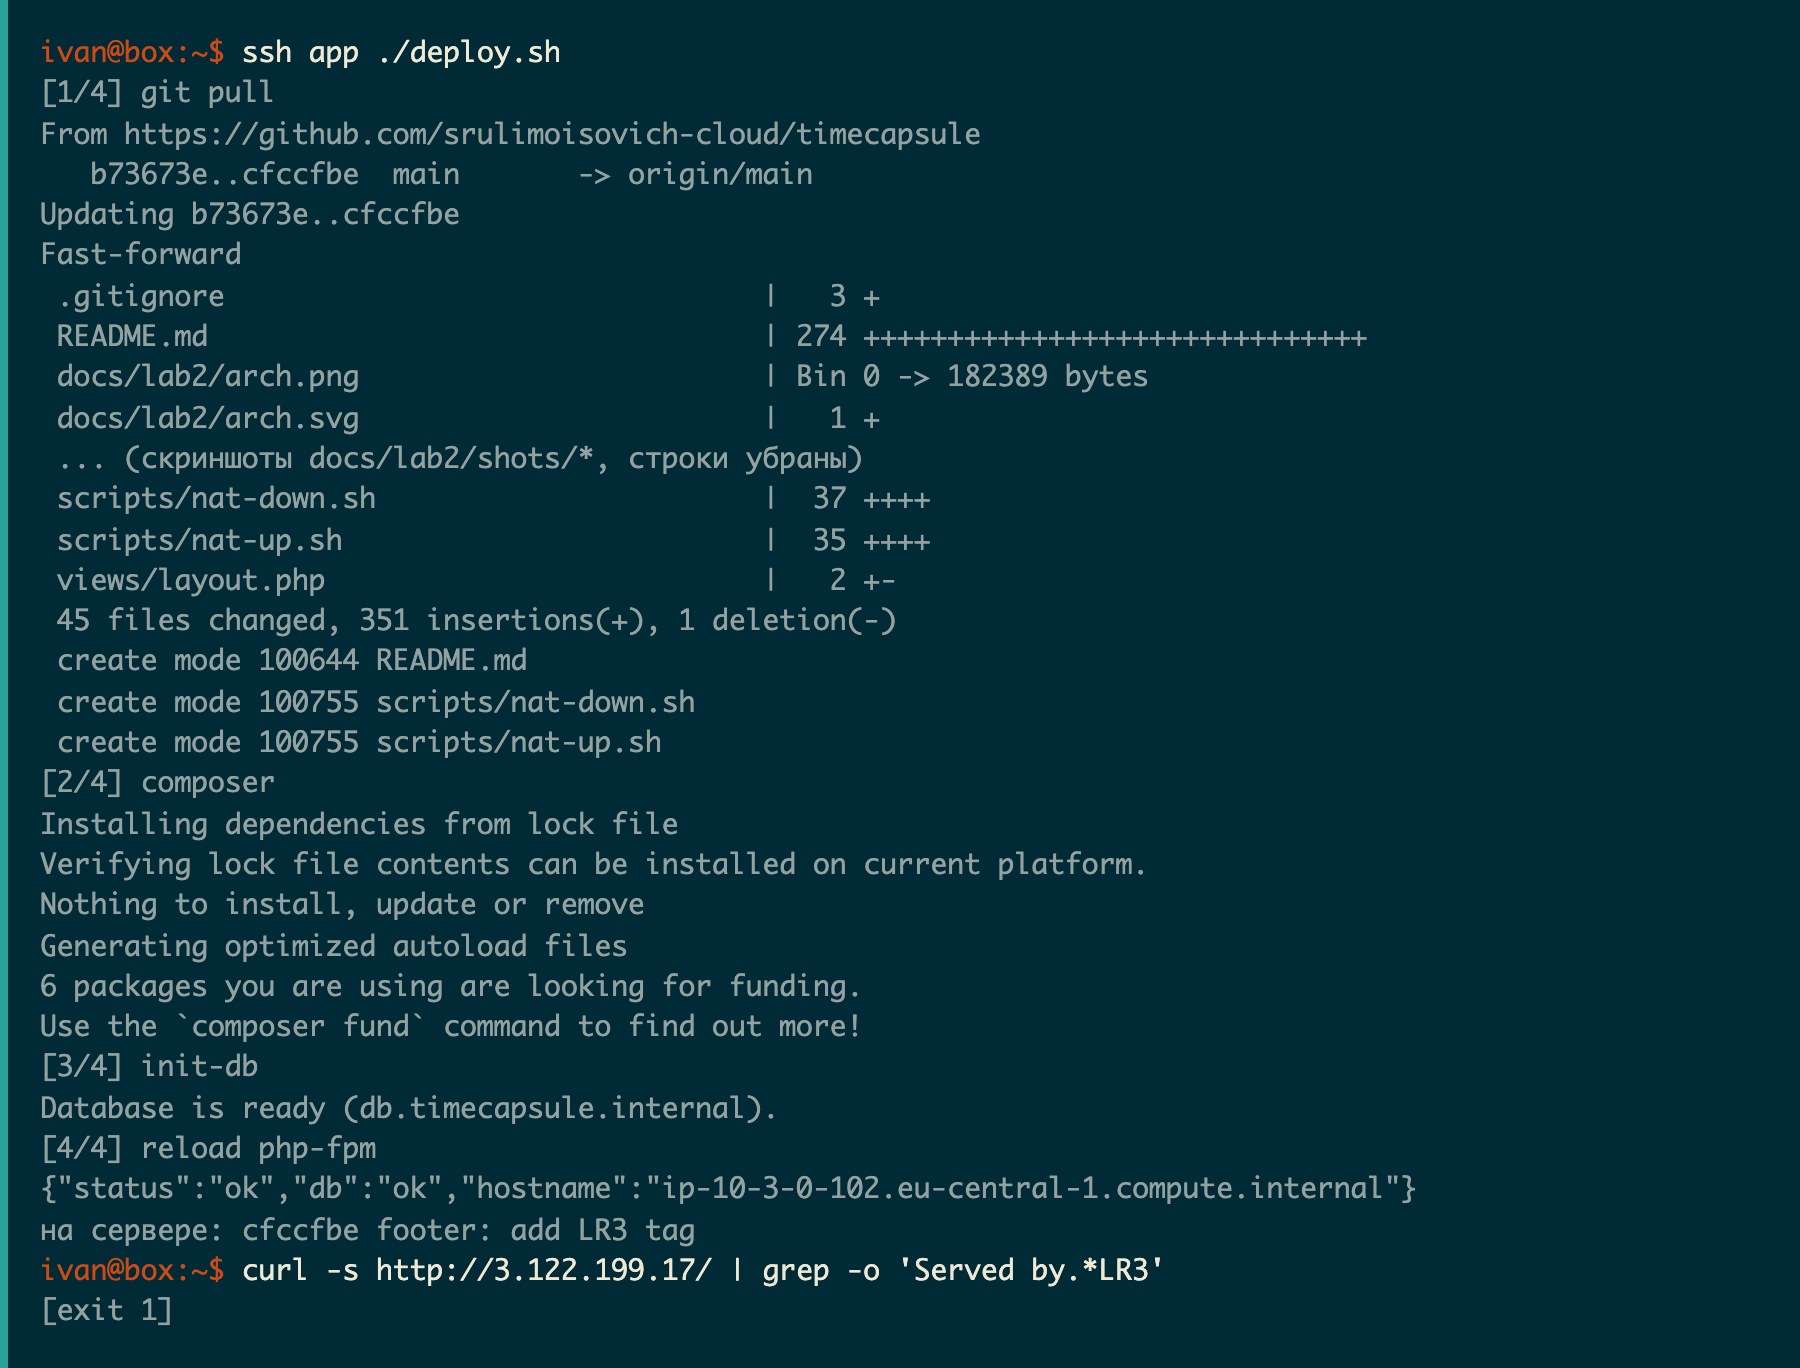 ivan@box:~$ ssh app ./deploy.sh
[1/4] git pull
From https://github.com/srulimoisovich-cloud/timecapsule
   b73673e..cfccfbe  main       -> origin/main
Updating b73673e..cfccfbe
Fast-forward
 .gitignore                                |   3 +
 README.md                                 | 274 ++++++++++++++++++++++++++++++
 docs/lab2/arch.png                        | Bin 0 -> 182389 bytes
 docs/lab2/arch.svg                        |   1 +
 ... (скриншоты docs/lab2/shots/*, строки убраны)
 scripts/nat-down.sh                       |  37 ++++
 scripts/nat-up.sh                         |  35 ++++
 views/layout.php                          |   2 +-
 45 files changed, 351 insertions(+), 1 deletion(-)
 create mode 100644 README.md
 create mode 100755 scripts/nat-down.sh
 create mode 100755 scripts/nat-up.sh
[2/4] composer
Installing dependencies from lock file
Verifying lock file contents can be installed on current platform.
Nothing to install, update or remove
Generating optimized autoload files
6 packages you are using are looking for funding.
Use the `composer fund` command to find out more!
[3/4] init-db
Database is ready (db.timecapsule.internal).
[4/4] reload php-fpm
{"status":"ok","db":"ok","hostname":"ip-10-3-0-102.eu-central-1.compute.internal"}
на сервере: cfccfbe footer: add LR3 tag
ivan@box:~$ curl -s http://3.122.199.17/ | grep -o 'Served by.*LR3'
[exit 1]